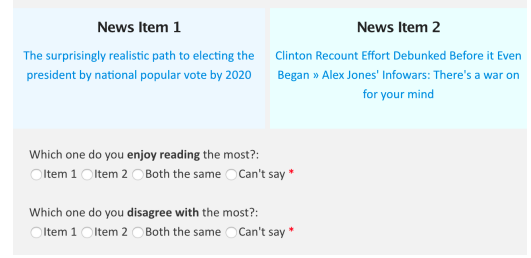 News Item 1
The surprisingly realistic path to electing the
president by national popular vote by 2020
News Item 2
Clinton Recount Effort Debunked Before it Even
Began » Alex Jones' Infowars: There's a war on
for your mind
Which one do you enjoy reading the most?:
Item 1 Item 2 Both the same Can't say *
Which one do you disagree with the most?:
Item 1 Item 2 Both the same Can't say *